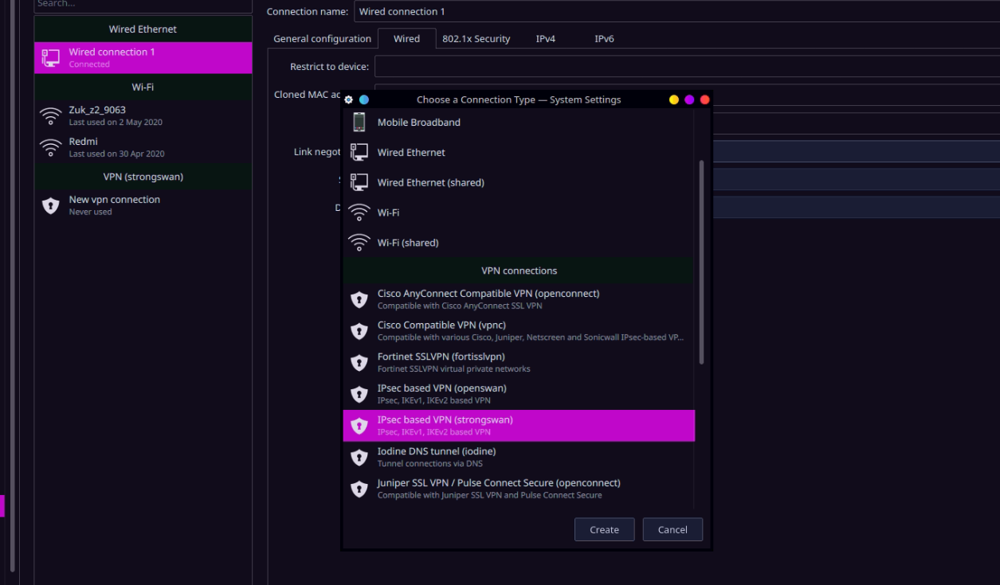 Search...
Wired Ethernet
Wired connection 1
Connected
Wi-Fi
Zuk_z2_9063
Last used on 2 May 2020
Redmi
Last used on 30 Apr 2020
VPN (strongswan)
New vpn connection
Never used
Connection name: Wired connection 1
General configuration Wired 802.1x Security IPv4 IPv6
Restrict to device:
Cloned MAC ad
Link negot
Choose a Connection Type — System Settings
Mobile Broadband
Wired Ethernet
Wired Ethernet (shared)
Wi-Fi
Wi-Fi (shared)
VPN connections
Cisco AnyConnect Compatible VPN (openconnect)
Compatible with Cisco AnyConnect SSL VPN
Cisco Compatible VPN (vpnc)
Compatible with various Cisco, Juniper, Netscreen and Sonicwall IPsec-based VP...
Fortinet SSLVPN (fortisslvpn)
Fortinet SSLVPN virtual private networks
IPsec based VPN (openswan)
IPsec, IKEv1, IKEv2 based VPN
IPsec based VPN (strongswan)
IPsec, IKEv1, IKEv2 based VPN
Iodine DNS tunnel (iodine)
Tunnel connections via DNS
Juniper SSL VPN / Pulse Connect Secure (openconnect)
Compatible with Juniper SSL VPN and Pulse Connect Secure
Create Cancel